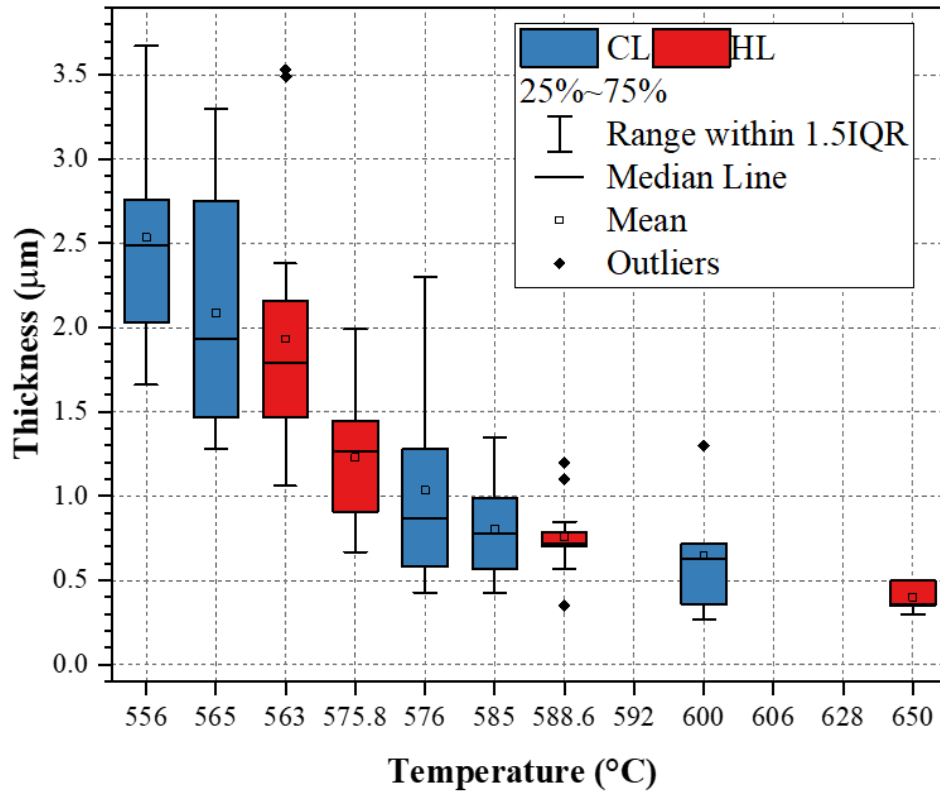 CL HL
25%~75%
Range within 1.5IQR
Median Line
Mean
Outliers
Thickness (μm)
3.5
3.0
2.5
2.0
1.5
1.0
0.5
0.0
556 565 563 575.8 576 585 588.6 592 600 606 628 650
Temperature (°C)